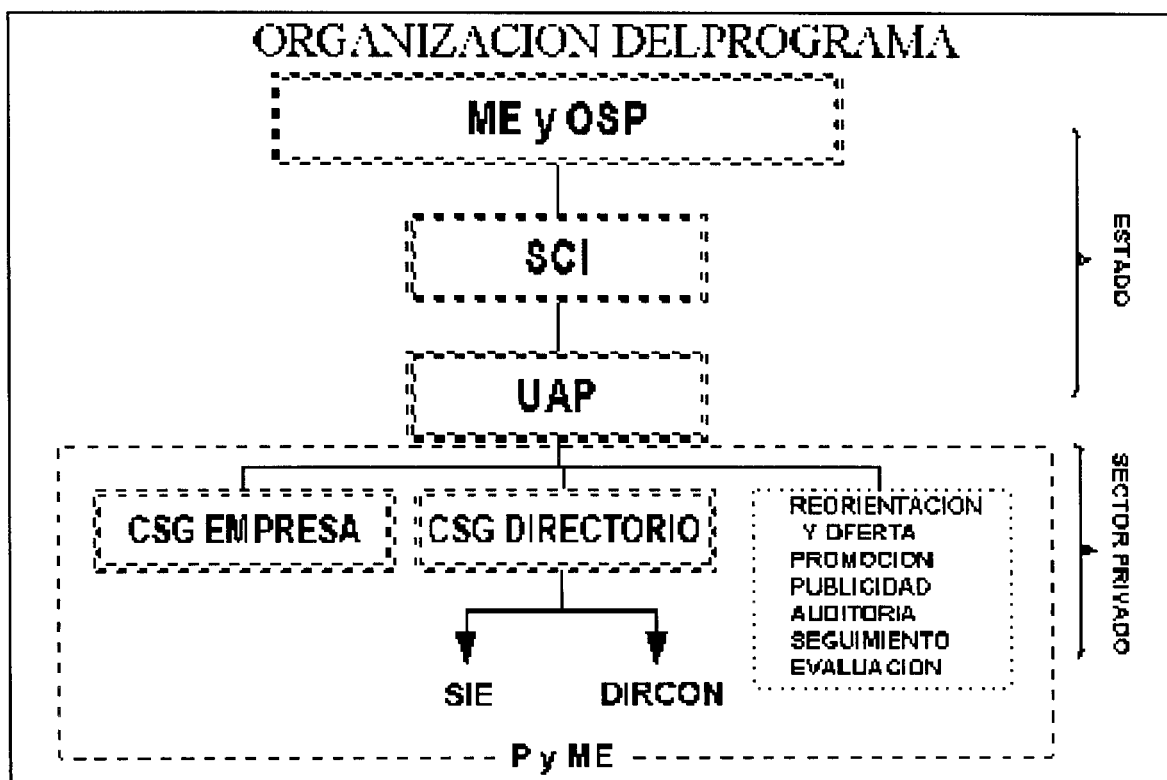 ORGANIZACION DELPROGRAMA
ME y OSP
SCI
UAP
ESTADO
CSG EMPRESA
CSG DIRECTORIO
REORIENTACION
Y OFERTA
PROMOCION
PUBLICIDAD
AUDITORIA
SEGUIMIENTO
EVALUACION
SECTOR PRIVADO
SIE
DIRCON
P y ME